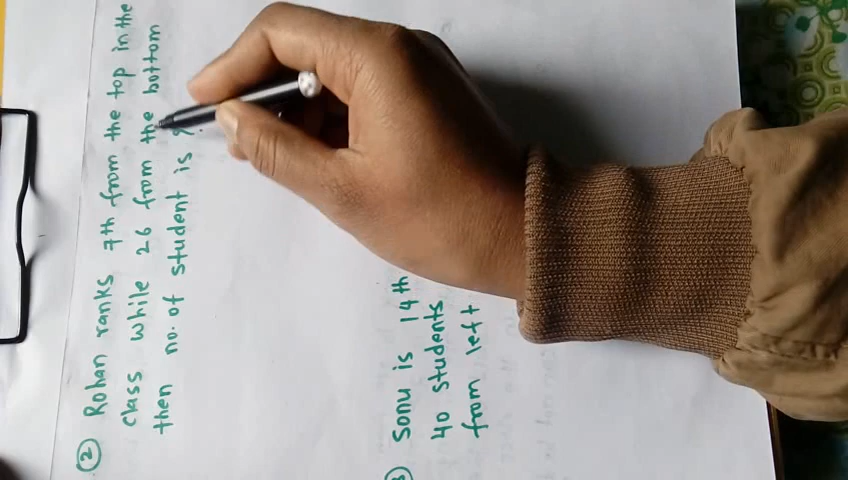 ② Rohan ranks 7th from the top in the
class while 26 from the bottom
then no. of student is ?
Sonu is 14th
40 students
from left